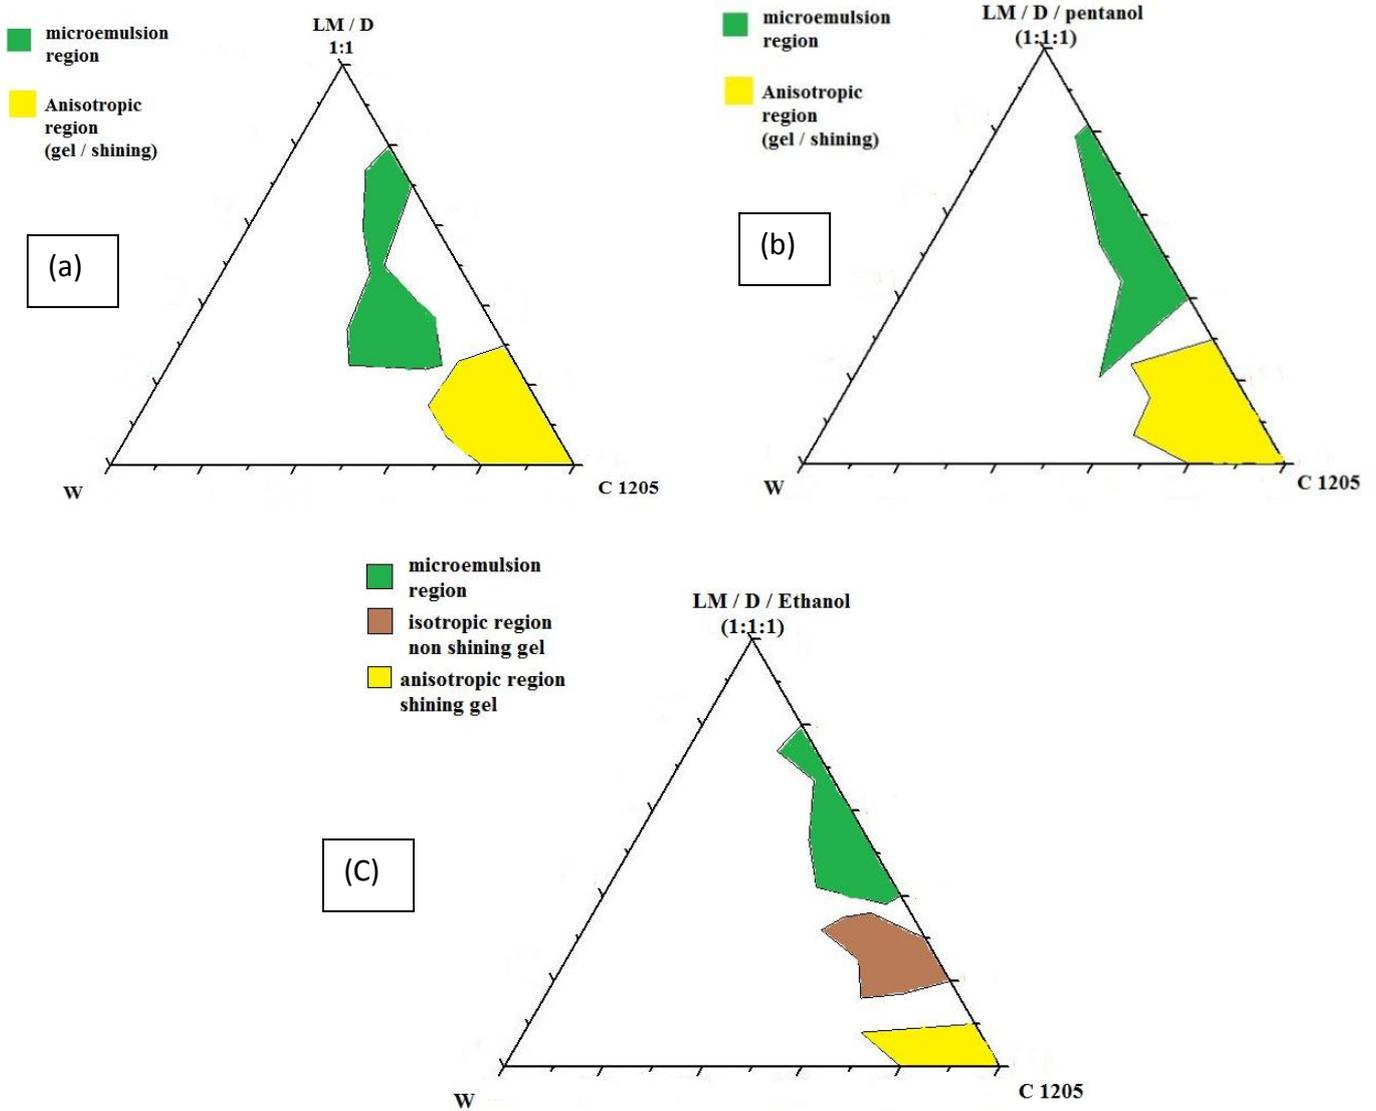 microemulsion
region
Anisotropic
region
(gel / shining)
LM / D
1:1
(a)
W
C 1205
microemulsion
region
Anisotropic
region
(gel / shining)
LM / D / pentanol
(1:1:1)
(b)
W
C 1205
microemulsion
region
isotropic region
non shining gel
anisotropic region
shining gel
LM / D / Ethanol
(1:1:1)
(C)
W
C 1205